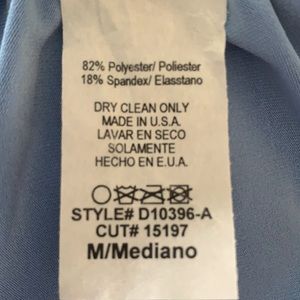 82% Polyester/ Poliester
18% Spandex/ Elasstano
DRY CLEAN ONLY
MADE IN U.S.A.
LAVAR EN SECO
SOLAMENTE
HECHO EN E.U.A.
STYLE# D10396-A
CUT# 15197
M/Mediano